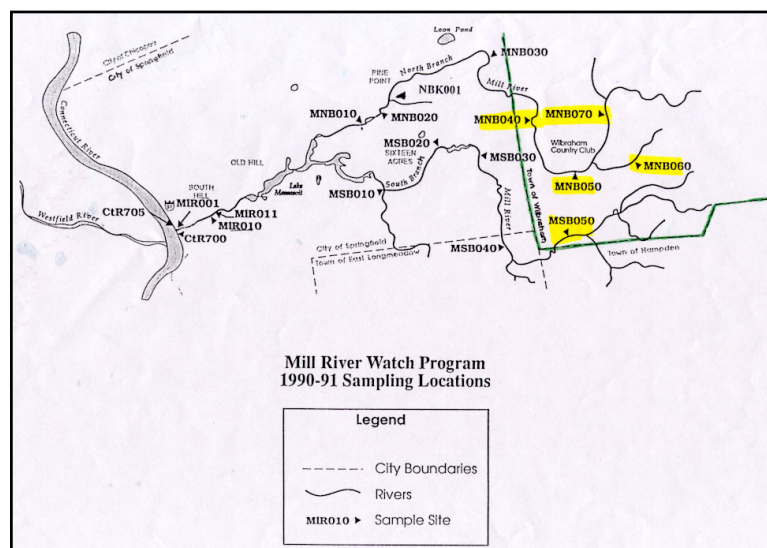 Loon Pond
City of Chicopee
City of Springfield
North Branch
MNB030
PINE
POINT
NBK001
Mill
River
Connecticut River
MNB010
MNB020
MNB040
MNB070
MSB020
SIXTEEN
ACRES
Wilbraham
Country Club
OLD HILL
MSB030
MNB060
SOUTH
HILL
Lake
Massasoit
South Branch
MNB050
MSB010
CtR705
MIR001
MIR011
MIR010
Westfield River
CtR700
Mill
River
Town of Wilbraham
MSB050
City of Springfield
Town of East Longmeadow
MSB040
Town of Hampden
Mill River Watch Program
1990-91 Sampling Locations
Legend
City Boundaries
Rivers
MIR010
Sample Site